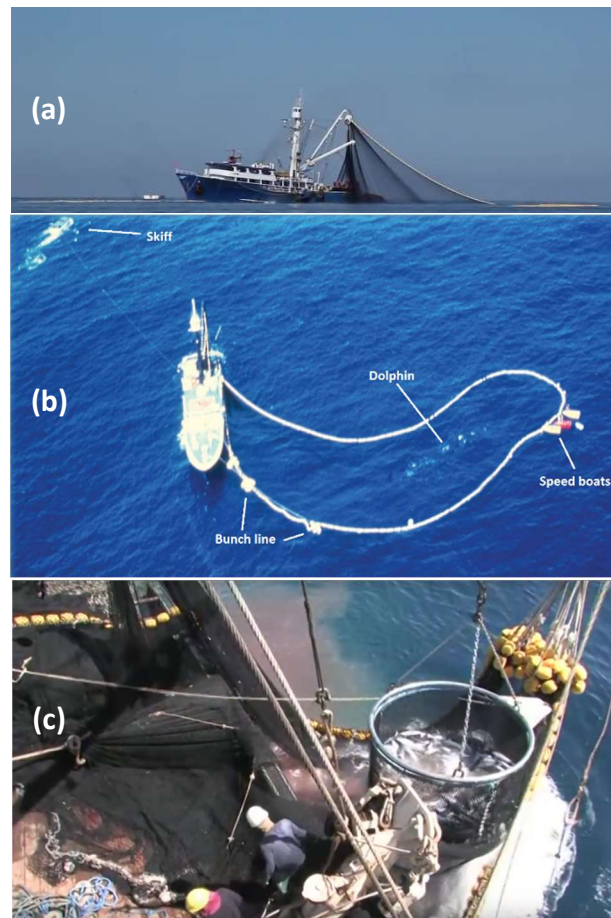 (a)
Skiff
(b)
Dolphin
Speed boats
Bunch line
(c)